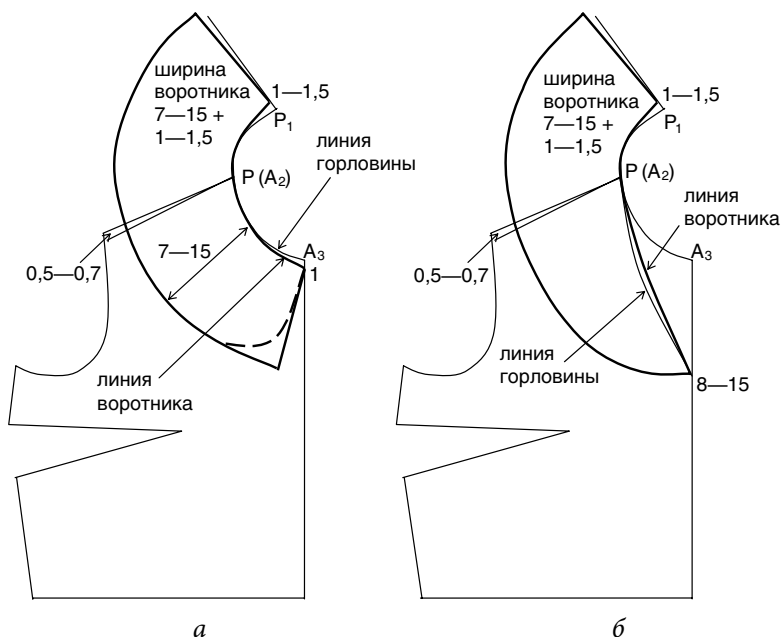 ширина
воротника
7—15 +
1—1,5
1—1,5
P₁
линия
горловины
P (A₂)
7—15
0,5—0,7
A₃
1
линия
воротника
а
ширина
воротника
7—15 +
1—1,5
1—1,5
P₁
P (A₂)
линия
воротника
0,5—0,7
A₃
линия
горловины
8—15
б